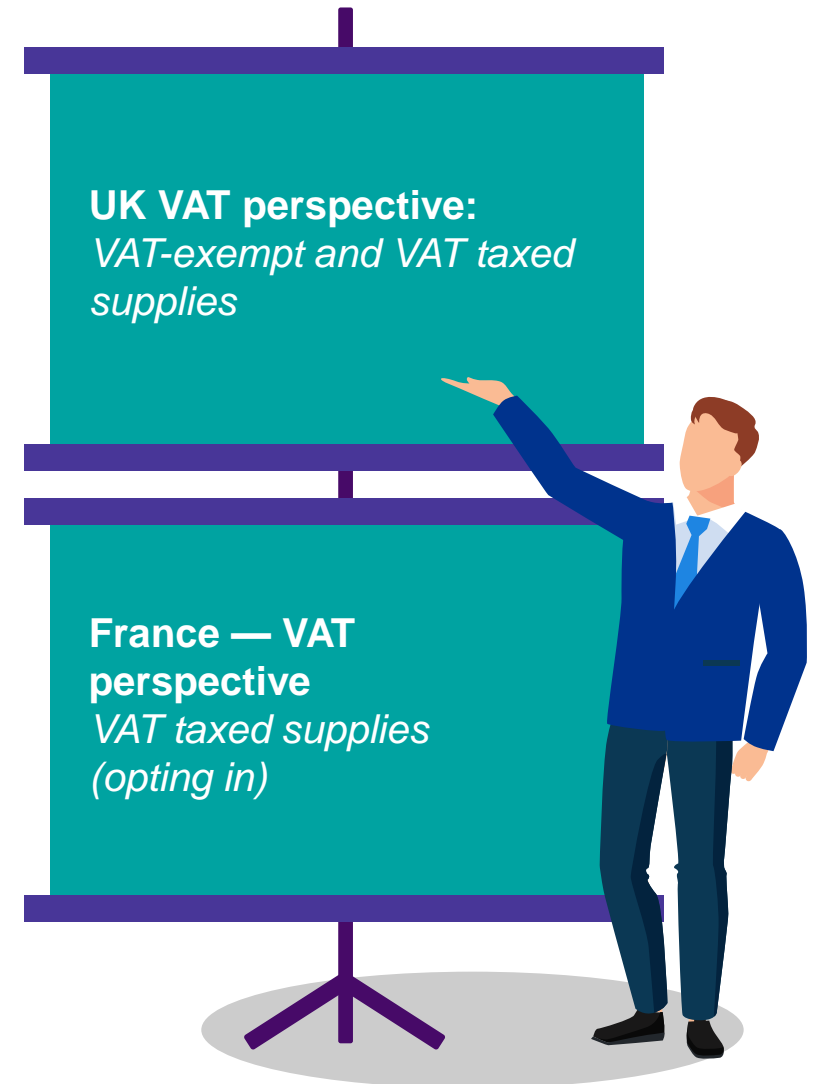 UK VAT perspective:
VAT-exempt and VAT taxed
supplies
France — VAT
perspective
VAT taxed supplies
(opting in)